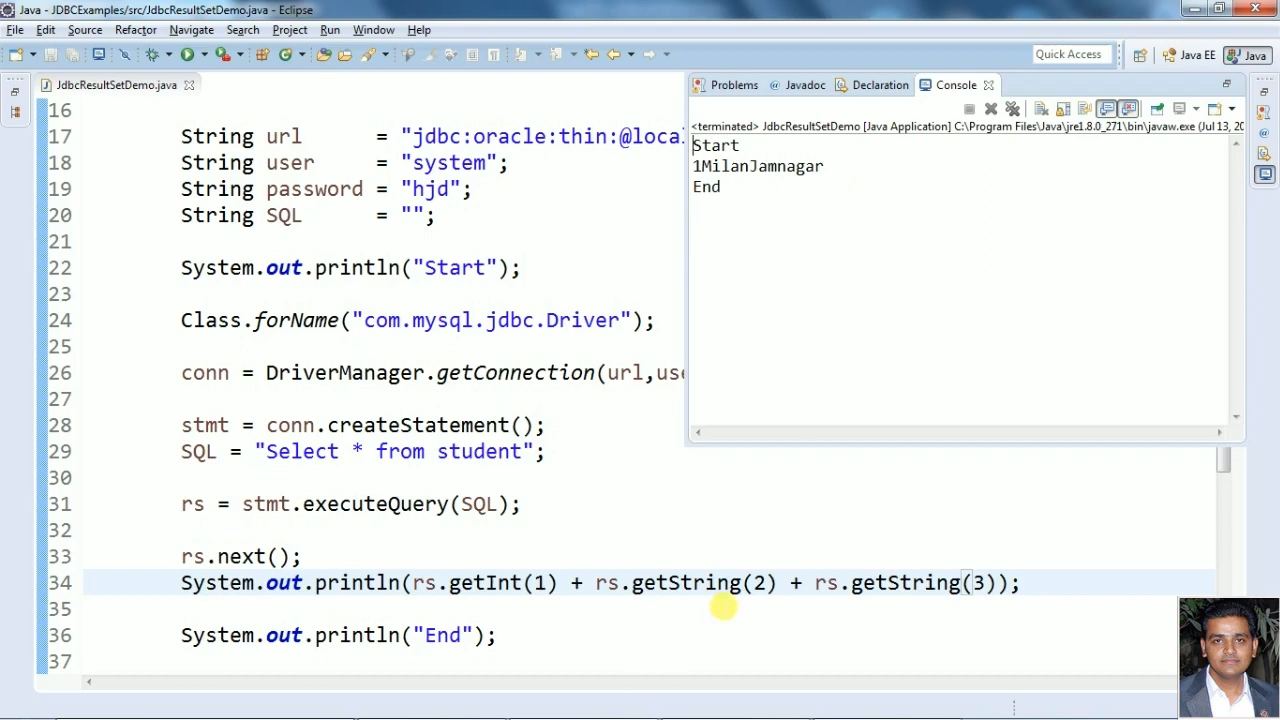 Java - JDBCExamples/src/JdbcResultSetDemo.java - Eclipse
File Edit Source Refactor Navigate Search Project Run Window Help
Quick Access Java EE Java
JdbcResultSetDemo.java
Problems Javadoc Declaration Console
<terminated> JdbcResultSetDemo [Java Application] C:\Program Files\Java\jre1.8.0_271\bin\javaw.exe (Jul 13, 20
Start
1MilanJamnagar
End
16
17 String url = "jdbc:oracle:thin:@loca
18 String user = "system";
19 String password = "hjd";
20 String SQL = "";
21
22 System.out.println("Start");
23
24 Class.forName("com.mysql.jdbc.Driver");
25
26 conn = DriverManager.getConnection(url,use
27
28 stmt = conn.createStatement();
29 SQL = "Select * from student";
30
31 rs = stmt.executeQuery(SQL);
32
33 rs.next();
34 System.out.println(rs.getInt(1) + rs.getString(2) + rs.getString(3));
35
36 System.out.println("End");
37